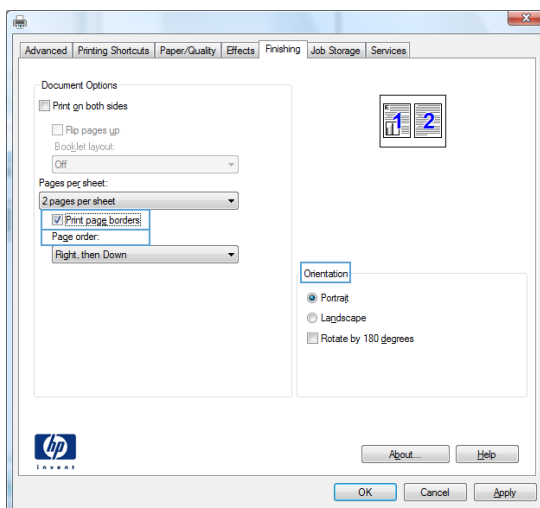 Advanced Printing Shortcuts Paper/Quality Effects Finishing Job Storage Services
Document Options
Print on both sides
Flip pages up
Booklet layout:
Off
Pages per sheet:
2 pages per sheet
Print page borders
Page order:
Right, then Down
1 2
Orientation
Portrait
Landscape
Rotate by 180 degrees
hp
invent
About... Help
OK Cancel Apply